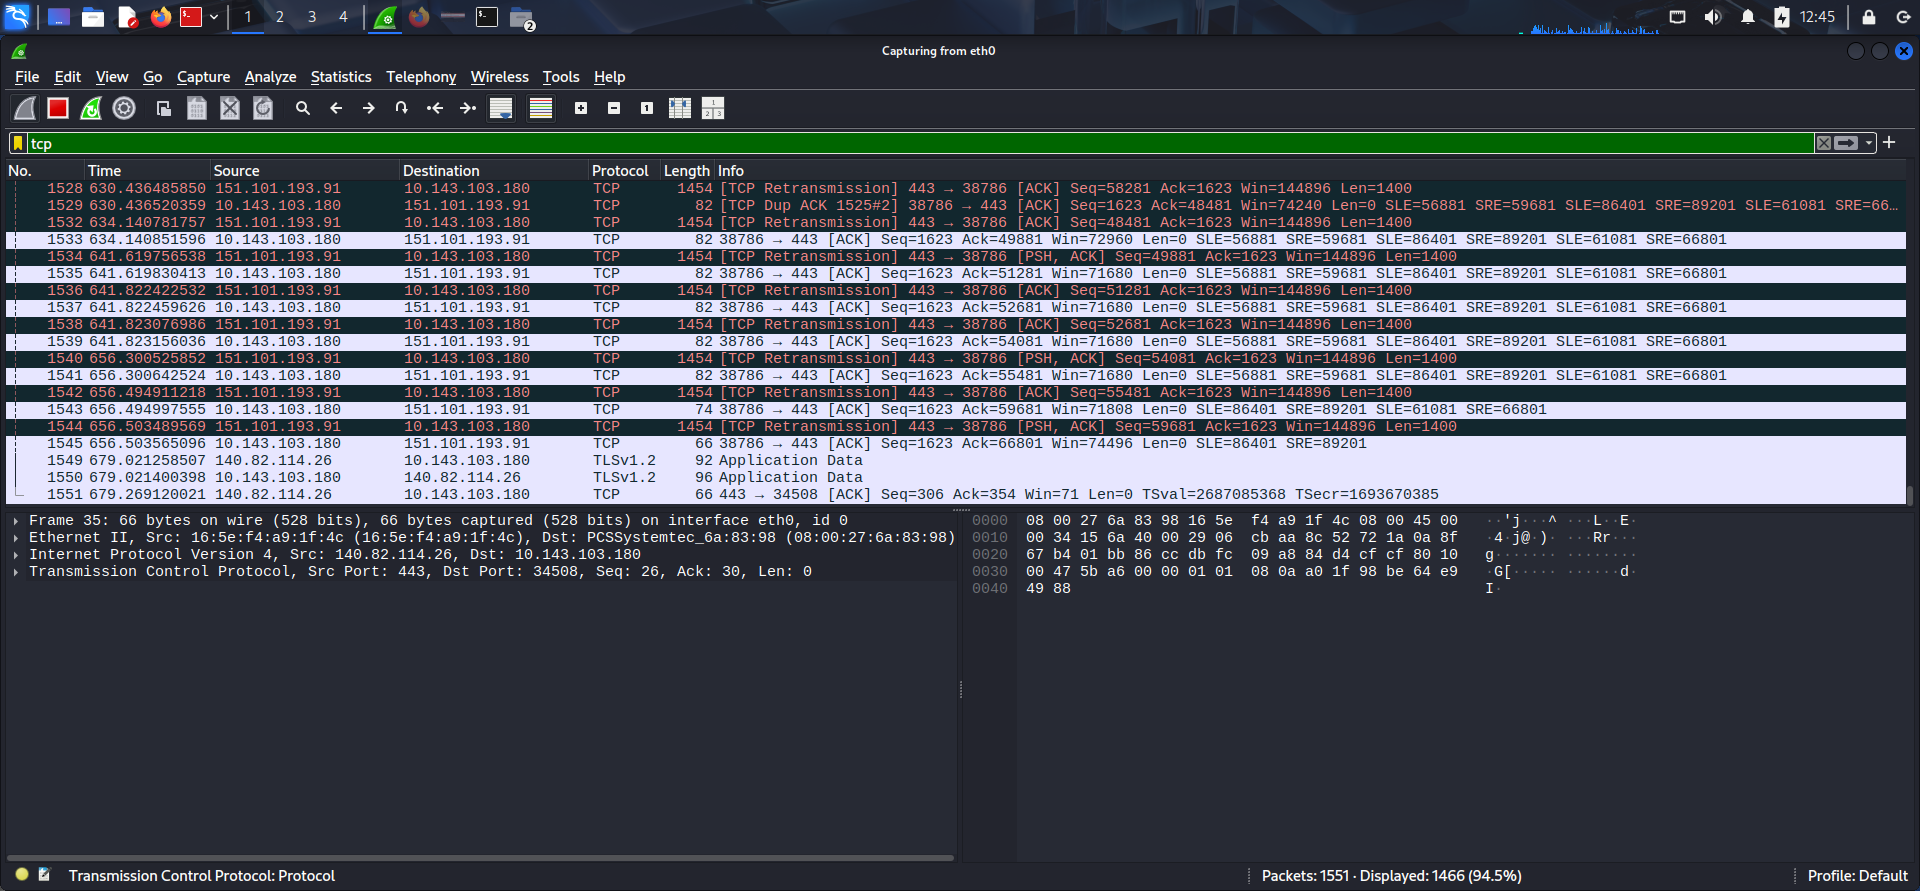 1 2 3 4 2 12:45
Capturing from eth0
File Edit View Go Capture Analyze Statistics Telephony Wireless Tools Help
tcp
No. Time Source Destination Protocol Length Info
1528 630.436485850 151.101.193.91 10.143.103.180 TCP 1454 [TCP Retransmission] 443 → 38786 [ACK] Seq=58281 Ack=1623 Win=144896 Len=1400
1529 630.436520359 10.143.103.180 151.101.193.91 TCP 82 [TCP Dup ACK 1525#2] 38786 → 443 [ACK] Seq=1623 Ack=48481 Win=74240 Len=0 SLE=56881 SRE=59681 SLE=86401 SRE=89201 SLE=61081 SRE=66…
1532 634.140781757 151.101.193.91 10.143.103.180 TCP 1454 [TCP Retransmission] 443 → 38786 [ACK] Seq=48481 Ack=1623 Win=144896 Len=1400
1533 634.140851596 10.143.103.180 151.101.193.91 TCP 82 38786 → 443 [ACK] Seq=1623 Ack=49881 Win=72960 Len=0 SLE=56881 SRE=59681 SLE=86401 SRE=89201 SLE=61081 SRE=66801
1534 641.619756538 151.101.193.91 10.143.103.180 TCP 1454 [TCP Retransmission] 443 → 38786 [PSH, ACK] Seq=49881 Ack=1623 Win=144896 Len=1400
1535 641.619830413 10.143.103.180 151.101.193.91 TCP 82 38786 → 443 [ACK] Seq=1623 Ack=51281 Win=71680 Len=0 SLE=56881 SRE=59681 SLE=86401 SRE=89201 SLE=61081 SRE=66801
1536 641.822422532 151.101.193.91 10.143.103.180 TCP 1454 [TCP Retransmission] 443 → 38786 [ACK] Seq=51281 Ack=1623 Win=144896 Len=1400
1537 641.822459626 10.143.103.180 151.101.193.91 TCP 82 38786 → 443 [ACK] Seq=1623 Ack=52681 Win=71680 Len=0 SLE=56881 SRE=59681 SLE=86401 SRE=89201 SLE=61081 SRE=66801
1538 641.823076986 151.101.193.91 10.143.103.180 TCP 1454 [TCP Retransmission] 443 → 38786 [ACK] Seq=52681 Ack=1623 Win=144896 Len=1400
1539 641.823156036 10.143.103.180 151.101.193.91 TCP 82 38786 → 443 [ACK] Seq=1623 Ack=54081 Win=71680 Len=0 SLE=56881 SRE=59681 SLE=86401 SRE=89201 SLE=61081 SRE=66801
1540 656.300525852 151.101.193.91 10.143.103.180 TCP 1454 [TCP Retransmission] 443 → 38786 [PSH, ACK] Seq=54081 Ack=1623 Win=144896 Len=1400
1541 656.300642524 10.143.103.180 151.101.193.91 TCP 82 38786 → 443 [ACK] Seq=1623 Ack=55481 Win=71680 Len=0 SLE=56881 SRE=59681 SLE=86401 SRE=89201 SLE=61081 SRE=66801
1542 656.494911218 151.101.193.91 10.143.103.180 TCP 1454 [TCP Retransmission] 443 → 38786 [ACK] Seq=55481 Ack=1623 Win=144896 Len=1400
1543 656.494997555 10.143.103.180 151.101.193.91 TCP 74 38786 → 443 [ACK] Seq=1623 Ack=59681 Win=71808 Len=0 SLE=86401 SRE=89201 SLE=61081 SRE=66801
1544 656.503489569 151.101.193.91 10.143.103.180 TCP 1454 [TCP Retransmission] 443 → 38786 [PSH, ACK] Seq=59681 Ack=1623 Win=144896 Len=1400
1545 656.503565096 10.143.103.180 151.101.193.91 TCP 66 38786 → 443 [ACK] Seq=1623 Ack=66801 Win=74496 Len=0 SLE=86401 SRE=89201
1549 679.021258507 140.82.114.26 10.143.103.180 TLSv1.2 92 Application Data
1550 679.021400398 10.143.103.180 140.82.114.26 TLSv1.2 96 Application Data
1551 679.269120021 140.82.114.26 10.143.103.180 TCP 66 443 → 34508 [ACK] Seq=306 Ack=354 Win=71 Len=0 TSval=2687085368 TSecr=1693670385
Frame 35: 66 bytes on wire (528 bits), 66 bytes captured (528 bits) on interface eth0, id 0
Ethernet II, Src: 16:5e:f4:a9:1f:4c (16:5e:f4:a9:1f:4c), Dst: PCSSystemtec_6a:83:98 (08:00:27:6a:83:98)
Internet Protocol Version 4, Src: 140.82.114.26, Dst: 10.143.103.180
Transmission Control Protocol, Src Port: 443, Dst Port: 34508, Seq: 26, Ack: 30, Len: 0
0000 08 00 27 6a 83 98 16 5e f4 a9 1f 4c 08 00 45 00 ··'j···^ ···L··E·
0010 00 34 15 6a 40 00 29 06 cb aa 8c 52 72 1a 0a 8f ·4·j@·)· ···Rr···
0020 67 b4 01 bb 86 cc db fc 09 a8 84 d4 cf cf 80 10 g······· ········
0030 00 47 5b a6 00 00 01 01 08 0a a0 1f 98 be 64 e9 ·G[····· ······d·
0040 49 88 I·
Transmission Control Protocol: Protocol
Packets: 1551 · Displayed: 1466 (94.5%)
Profile: Default